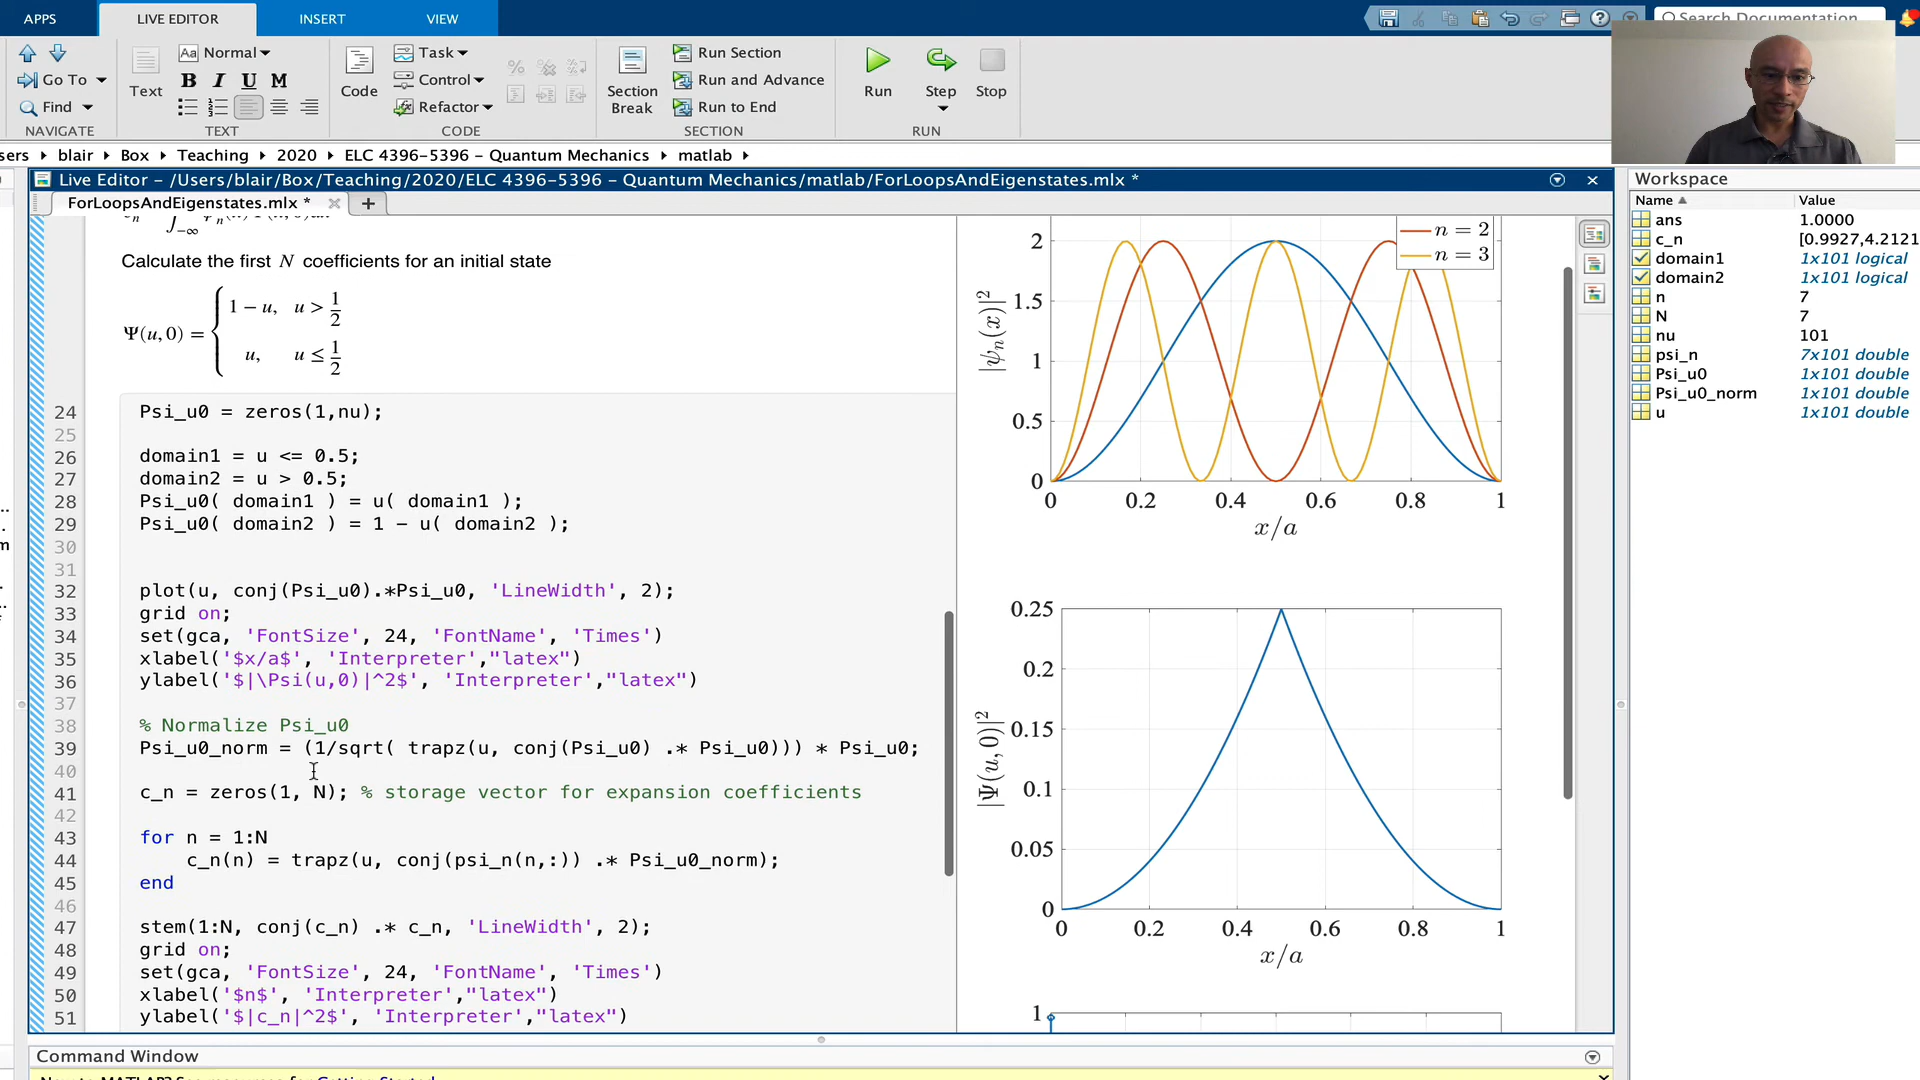 APPS LIVE EDITOR INSERT VIEW
Search Documentation
Go To
Find
NAVIGATE
Text
Aa Normal
B I U M
TEXT
Code
Task
Control
Refactor
CODE
Section Break
Run Section
Run and Advance
Run to End
SECTION
Run Step Stop
RUN
sers blair Box Teaching 2020 ELC 4396-5396 – Quantum Mechanics matlab
Live Editor – /Users/blair/Box/Teaching/2020/ELC 4396-5396 – Quantum Mechanics/matlab/ForLoopsAndEigenstates.mlx *
ForLoopsAndEigenstates.mlx *
Calculate the first N coefficients for an initial state
Ψ(u, 0) = { 1 − u, u > 1/2
u, u ≤ 1/2
24 Psi_u0 = zeros(1,nu);
25
26 domain1 = u <= 0.5;
27 domain2 = u > 0.5;
28 Psi_u0( domain1 ) = u( domain1 );
29 Psi_u0( domain2 ) = 1 − u( domain2 );
30
31
32 plot(u, conj(Psi_u0).*Psi_u0, 'LineWidth', 2);
33 grid on;
34 set(gca, 'FontSize', 24, 'FontName', 'Times')
35 xlabel('$x/a$', 'Interpreter',"latex")
36 ylabel('$|\Psi(u,0)|^2$', 'Interpreter',"latex")
37
38 % Normalize Psi_u0
39 Psi_u0_norm = (1/sqrt( trapz(u, conj(Psi_u0) .* Psi_u0))) * Psi_u0;
40
41 c_n = zeros(1, N); % storage vector for expansion coefficients
42
43 for n = 1:N
44 c_n(n) = trapz(u, conj(psi_n(n,:)) .* Psi_u0_norm);
45 end
46
47 stem(1:N, conj(c_n) .* c_n, 'LineWidth', 2);
48 grid on;
49 set(gca, 'FontSize', 24, 'FontName', 'Times')
50 xlabel('$n$', 'Interpreter',"latex")
51 ylabel('$|c_n|^2$', 'Interpreter',"latex")
n = 2
n = 3
2
1.5
1
0.5
0
|ψn(x)|²
0 0.2 0.4 0.6 0.8 1
x/a
0.25
0.2
0.15
0.1
0.05
0
|Ψ(u, 0)|²
0 0.2 0.4 0.6 0.8 1
x/a
1
Workspace
Name Value
ans 1.0000
c_n [0.9927,4.2121
domain1 1x101 logical
domain2 1x101 logical
n 7
N 7
nu 101
psi_n 7x101 double
Psi_u0 1x101 double
Psi_u0_norm 1x101 double
u 1x101 double
Command Window